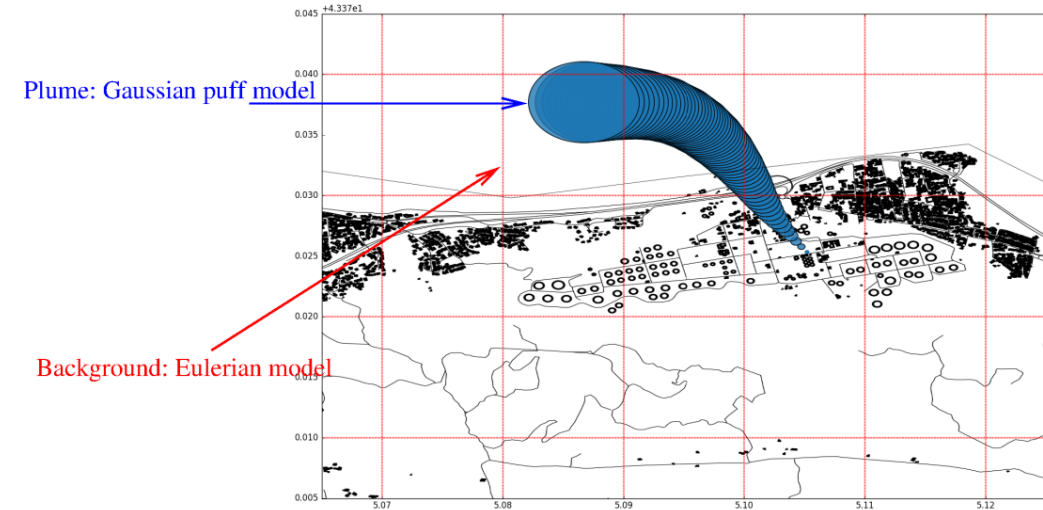 +4.337e1
0.045
0.040
Plume: Gaussian puff model
0.035
0.030
0.025
0.020
Background: Eulerian model
0.015
0.010
0.005
5.07 5.08 5.09 5.10 5.11 5.12